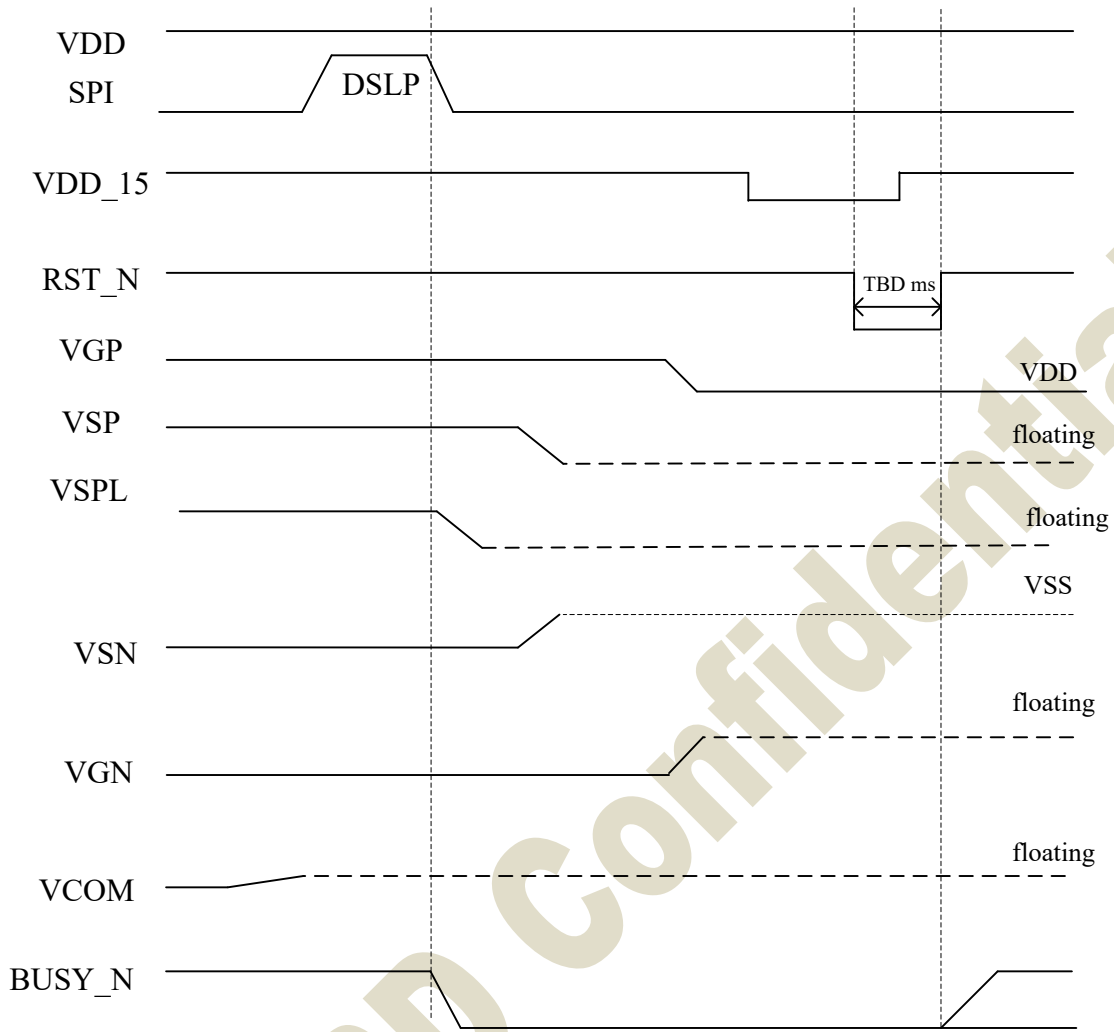 VDD
SPI
DSLP
VDD_15
RST_N
TBD ms
VGP
VDD
VSP
floating
VSPL
floating
VSS
VSN
floating
VGN
floating
VCOM
BUSY_N
Confidential